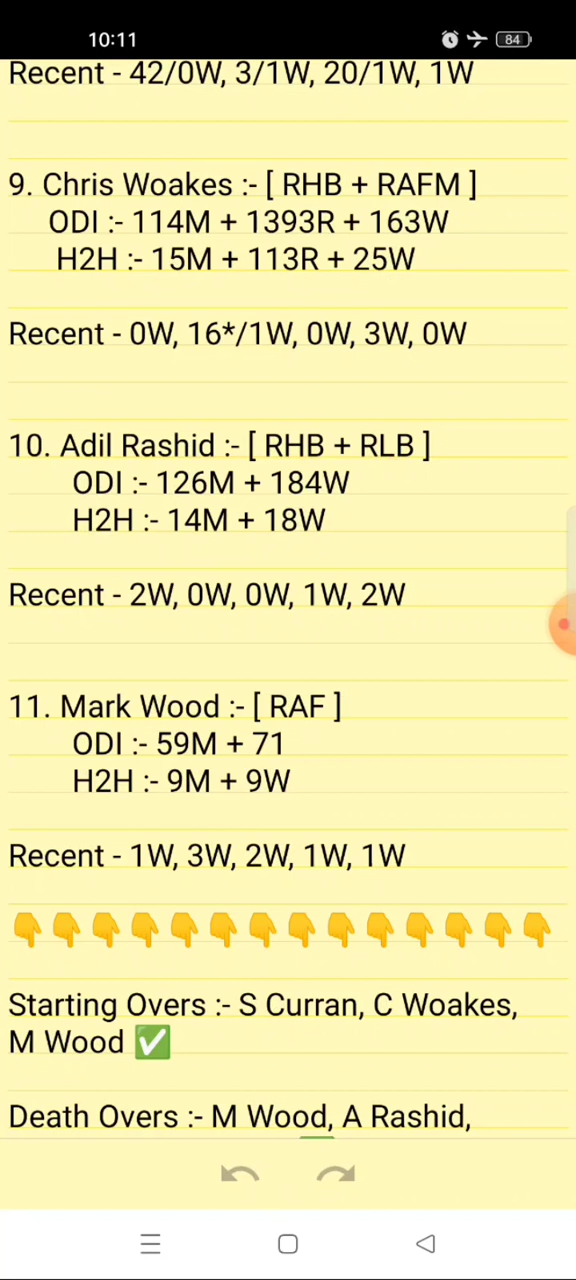 10:11
84
Recent - 42/0W, 3/1W, 20/1W, 1W
9. Chris Woakes :- [ RHB + RAFM ]
ODI :- 114M + 1393R + 163W
H2H :- 15M + 113R + 25W
Recent - 0W, 16*/1W, 0W, 3W, 0W
10. Adil Rashid :- [ RHB + RLB ]
ODI :- 126M + 184W
H2H :- 14M + 18W
Recent - 2W, 0W, 0W, 1W, 2W
11. Mark Wood :- [ RAF ]
ODI :- 59M + 71
H2H :- 9M + 9W
Recent - 1W, 3W, 2W, 1W, 1W
👇👇👇👇👇👇👇👇👇👇👇👇👇👇
Starting Overs :- S Curran, C Woakes,
M Wood ✅
Death Overs :- M Wood, A Rashid,